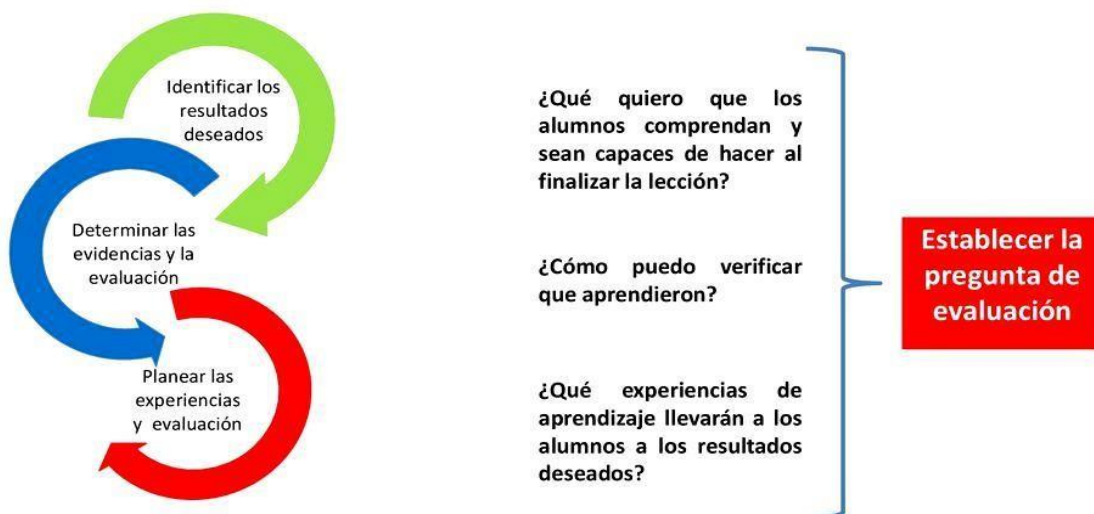 Identificar los
resultados
deseados
Determinar las
evidencias y la
evaluación
Planear las
experiencias
y evaluación
¿Qué quiero que los
alumnos comprendan y
sean capaces de hacer al
finalizar la lección?
¿Cómo puedo verificar
que aprendieron?
¿Qué experiencias de
aprendizaje llevarán a los
alumnos a los resultados
deseados?
Establecer la
pregunta de
evaluación